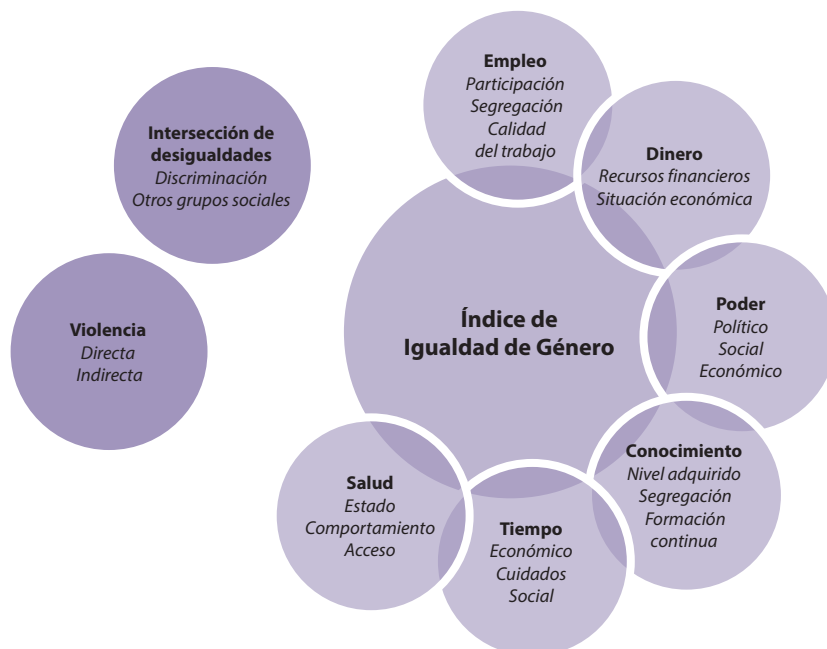 Empleo
Participación
Segregación
Calidad
del trabajo
Intersección de
desigualdades
Discriminación
Otros grupos sociales
Dinero
Recursos financieros
Situación económica
Violencia
Directa
Indirecta
Índice de
Igualdad de Género
Poder
Político
Social
Económico
Conocimiento
Nivel adquirido
Segregación
Formación
continua
Salud
Estado
Comportamiento
Acceso
Tiempo
Económico
Cuidados
Social